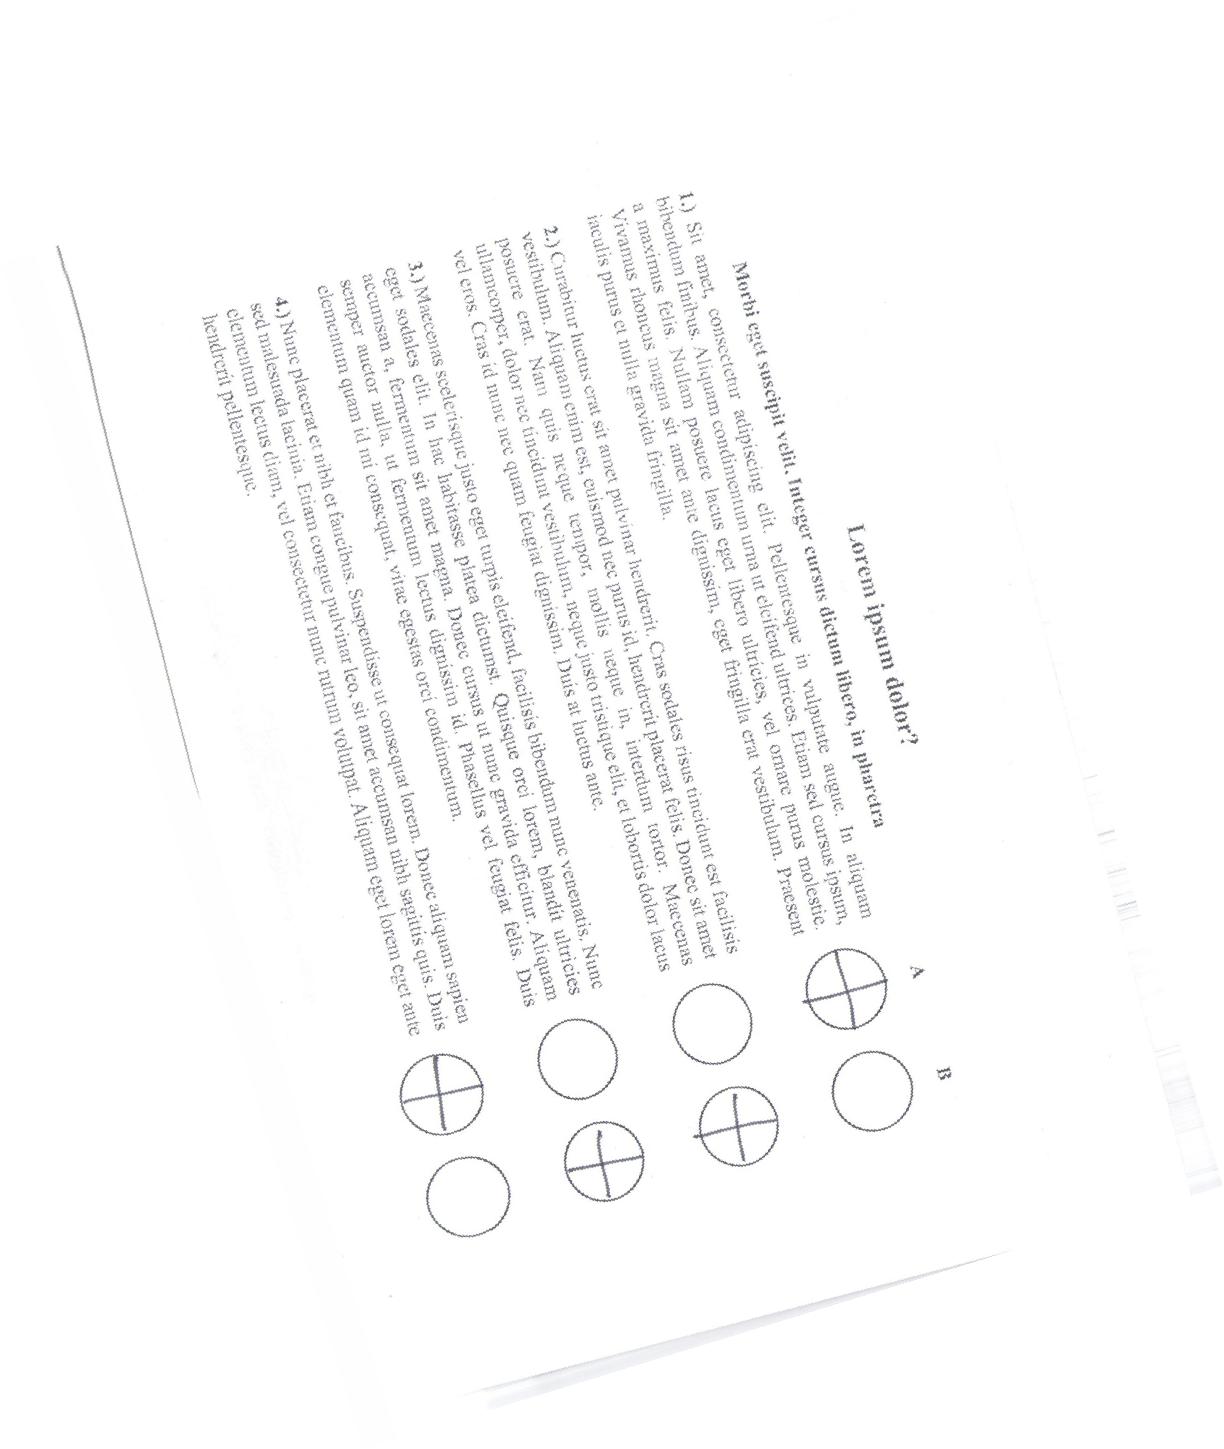 Lorem ipsum dolor?
Morbi eget suscipit velit. Integer cursus dictum libero, in pharetra
A B
1.) Sit amet, consectetur adipiscing elit. Pellentesque in vulputate augue. In aliquam
bibendum finibus. Aliquam condimentum urna ut eleifend ultrices. Etiam sed cursus ipsum,
a maximus felis. Nullam posuere lacus eget libero ultricies, vel ornare purus molestie.
Vivamus rhoncus magna sit amet ante dignissim, eget fringilla erat vestibulum. Praesent
iaculis purus et nulla gravida fringilla.
2.) Curabitur luctus erat sit amet pulvinar hendrerit. Cras sodales risus tincidunt est facilisis
vestibulum. Aliquam enim est, euismod nec purus id, hendrerit placerat felis. Donec sit amet
posuere erat. Nam quis neque tempor, mollis neque in, interdum tortor. Maecenas
ullamcorper, dolor nec tincidunt vestibulum, neque justo tristique elit, et lobortis dolor lacus
vel eros. Cras id nunc nec quam feugiat dignissim. Duis at luctus ante.
3.) Maecenas scelerisque justo eget turpis eleifend, facilisis bibendum nunc venenatis. Nunc
eget sodales elit. In hac habitasse platea dictumst. Quisque orci lorem, blandit ultricies
accumsan a, fermentum sit amet magna. Donec cursus ut nunc gravida efficitur. Aliquam
semper auctor nulla, ut fermentum lectus dignissim id. Phasellus vel feugiat felis. Duis
elementum quam id mi consequat, vitae egestas orci condimentum.
4.) Nunc placerat et nibh et faucibus. Suspendisse ut consequat lorem. Donec aliquam sapien
sed malesuada lacinia. Etiam congue pulvinar leo, sit amet accumsan nibh sagittis quis. Duis
elementum lectus diam, vel consectetur nunc rutrum volutpat. Aliquam eget lorem eget ante
hendrerit pellentesque.